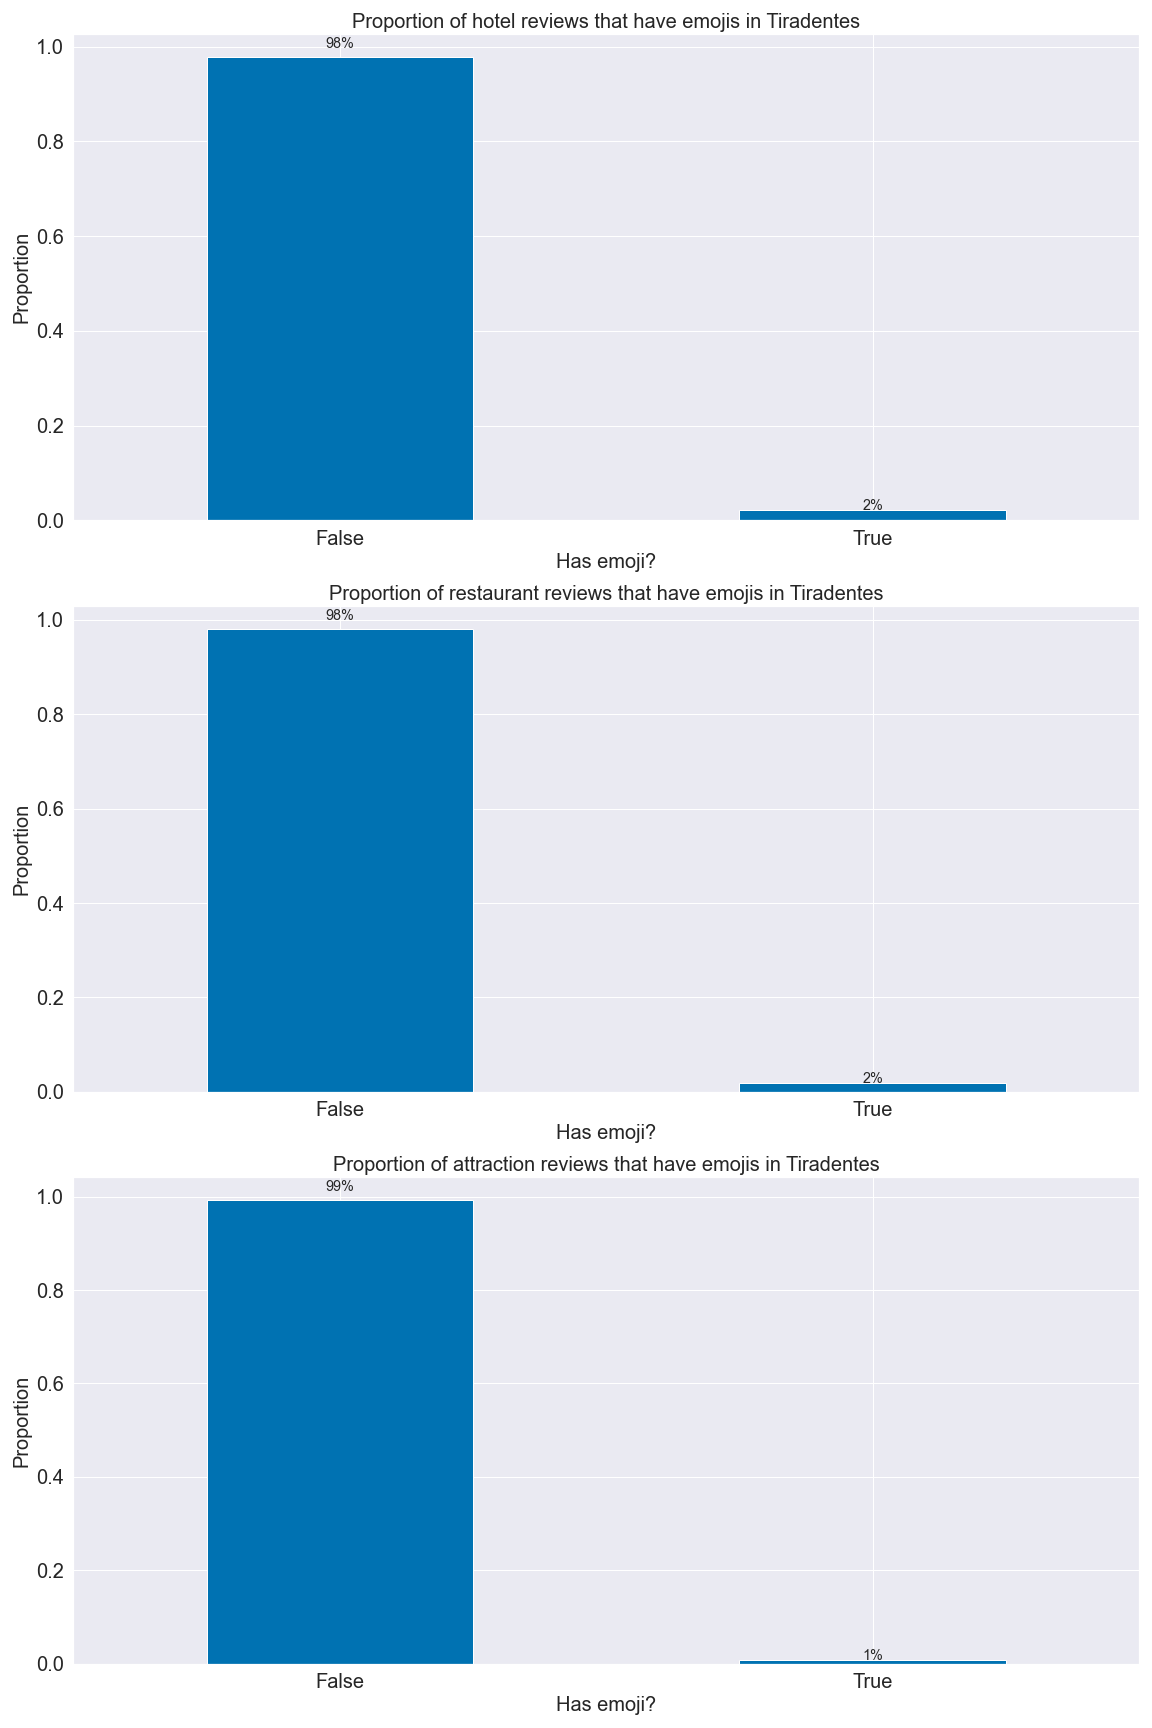 Proportion of hotel reviews that have emojis in Tiradentes
98%
1.0
0.8
0.6
0.4
0.2
0.0
Proportion
2%
False
True
Has emoji?
Proportion of restaurant reviews that have emojis in Tiradentes
98%
1.0
0.8
0.6
0.4
0.2
0.0
Proportion
2%
False
True
Has emoji?
Proportion of attraction reviews that have emojis in Tiradentes
99%
1.0
0.8
0.6
0.4
0.2
0.0
Proportion
1%
False
True
Has emoji?